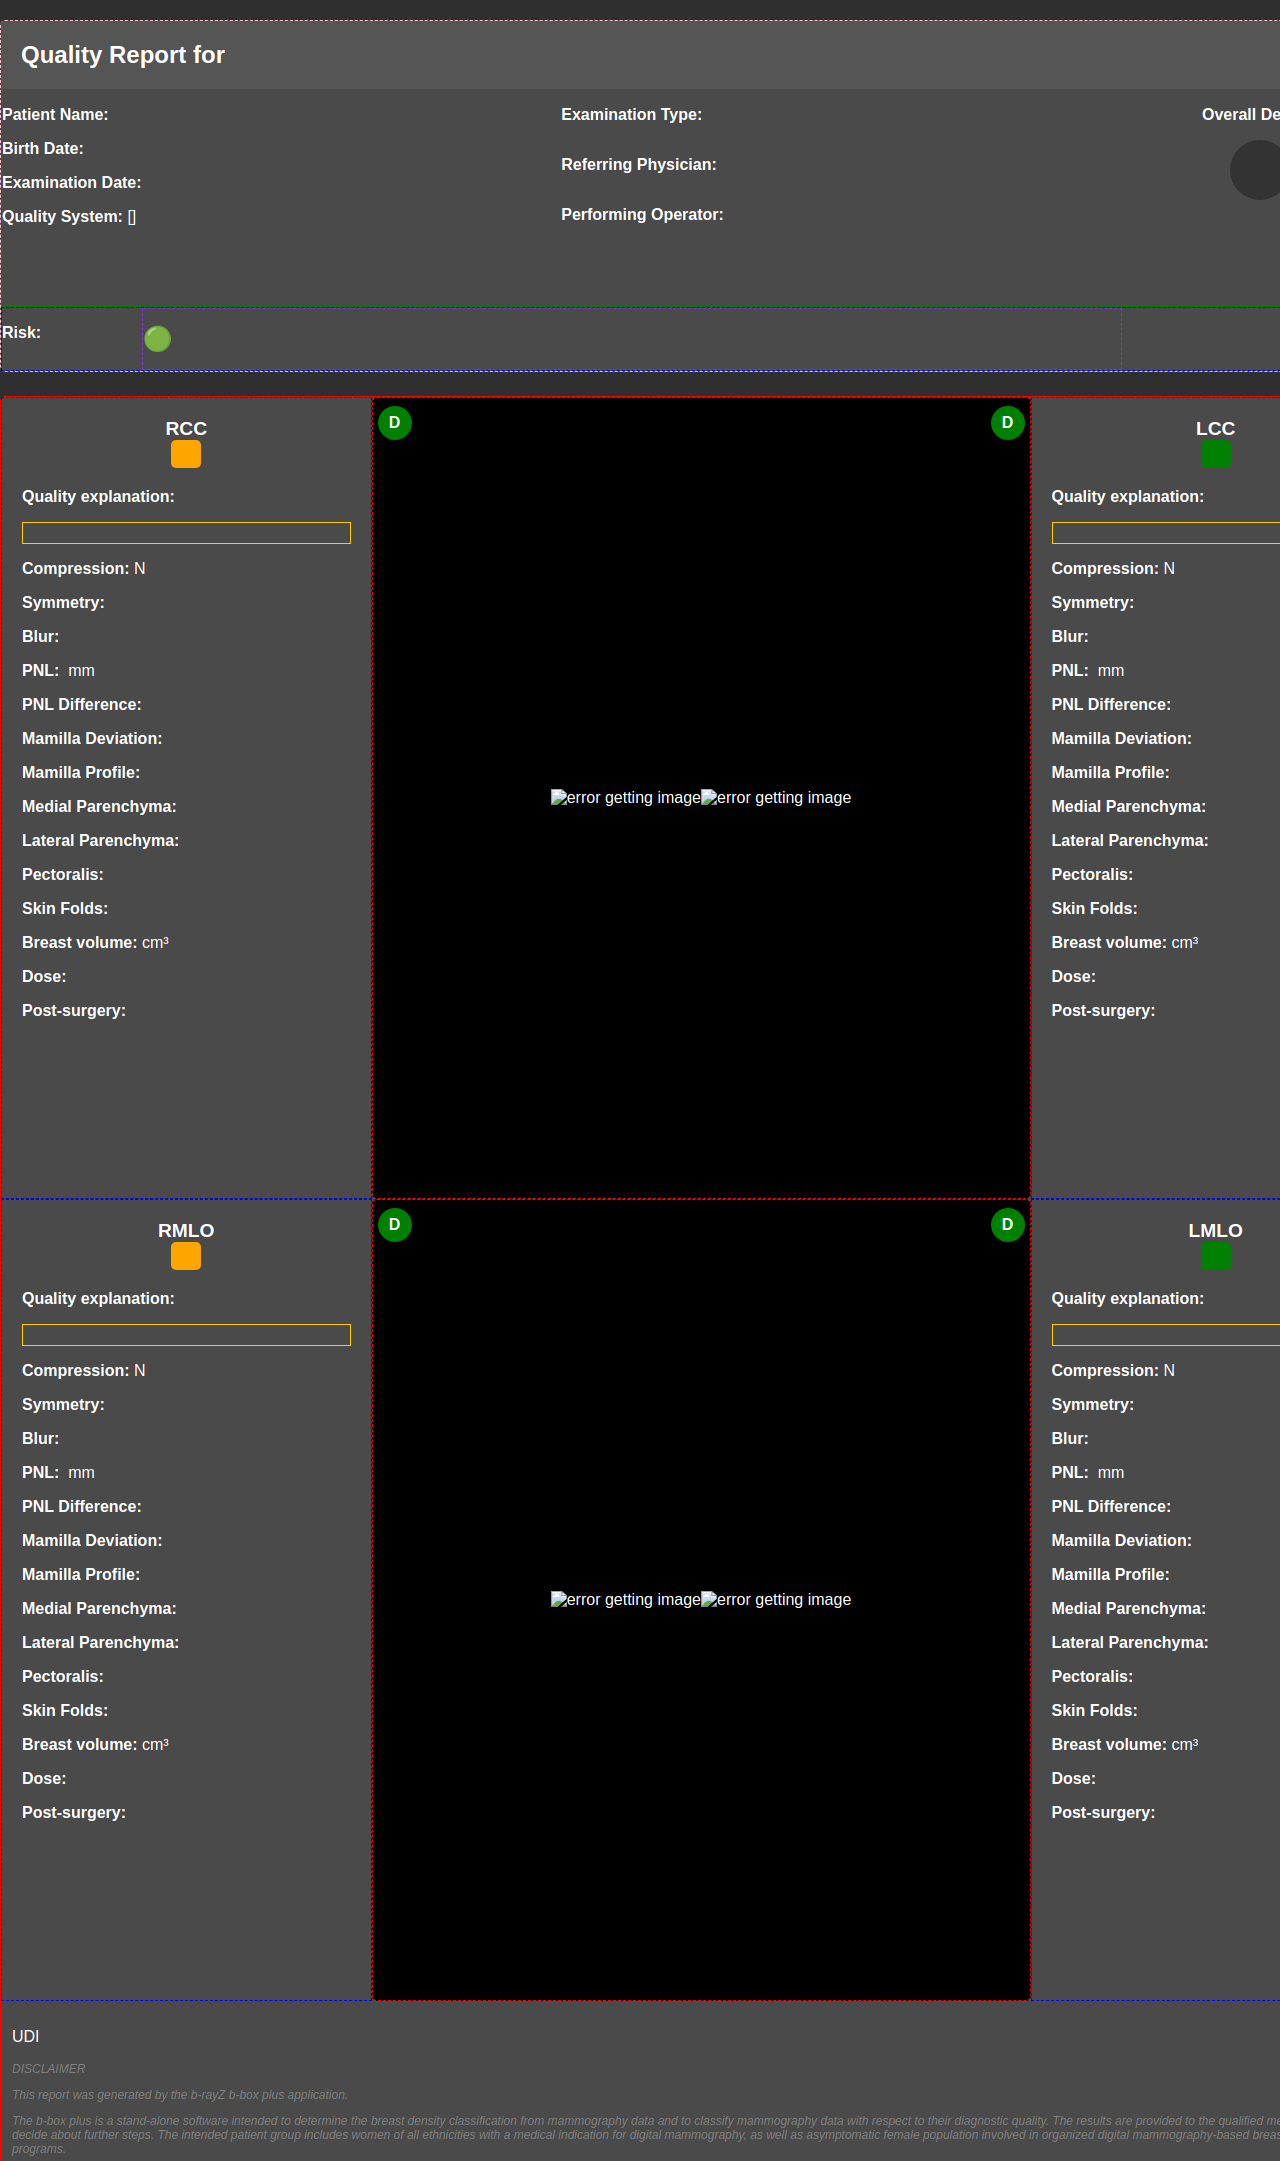 Quality Report for
Patient Name:
Birth Date:
Examination Date:
Quality System: []
Examination Type:
Referring Physician:
Performing Operator:
Overall De
Risk:
RCC
Quality explanation:
Compression: N
Symmetry:
Blur:
PNL: mm
PNL Difference:
Mamilla Deviation:
Mamilla Profile:
Medial Parenchyma:
Lateral Parenchyma:
Pectoralis:
Skin Folds:
Breast volume: cm³
Dose:
Post-surgery:
D
D
error getting image error getting image
LCC
Quality explanation:
Compression: N
Symmetry:
Blur:
PNL: mm
PNL Difference:
Mamilla Deviation:
Mamilla Profile:
Medial Parenchyma:
Lateral Parenchyma:
Pectoralis:
Skin Folds:
Breast volume: cm³
Dose:
Post-surgery:
RMLO
Quality explanation:
Compression: N
Symmetry:
Blur:
PNL: mm
PNL Difference:
Mamilla Deviation:
Mamilla Profile:
Medial Parenchyma:
Lateral Parenchyma:
Pectoralis:
Skin Folds:
Breast volume: cm³
Dose:
Post-surgery:
D
D
error getting image error getting image
LMLO
Quality explanation:
Compression: N
Symmetry:
Blur:
PNL: mm
PNL Difference:
Mamilla Deviation:
Mamilla Profile:
Medial Parenchyma:
Lateral Parenchyma:
Pectoralis:
Skin Folds:
Breast volume: cm³
Dose:
Post-surgery:
UDI
DISCLAIMER
This report was generated by the b-rayZ b-box plus application.
The b-box plus is a stand-alone software intended to determine the breast density classification from mammography data and to classify mammography data with respect to their diagnostic quality. The results are provided to the qualified me
decide about further steps. The intended patient group includes women of all ethnicities with a medical indication for digital mammography, as well as asymptomatic female population involved in organized digital mammography-based breas
programs.